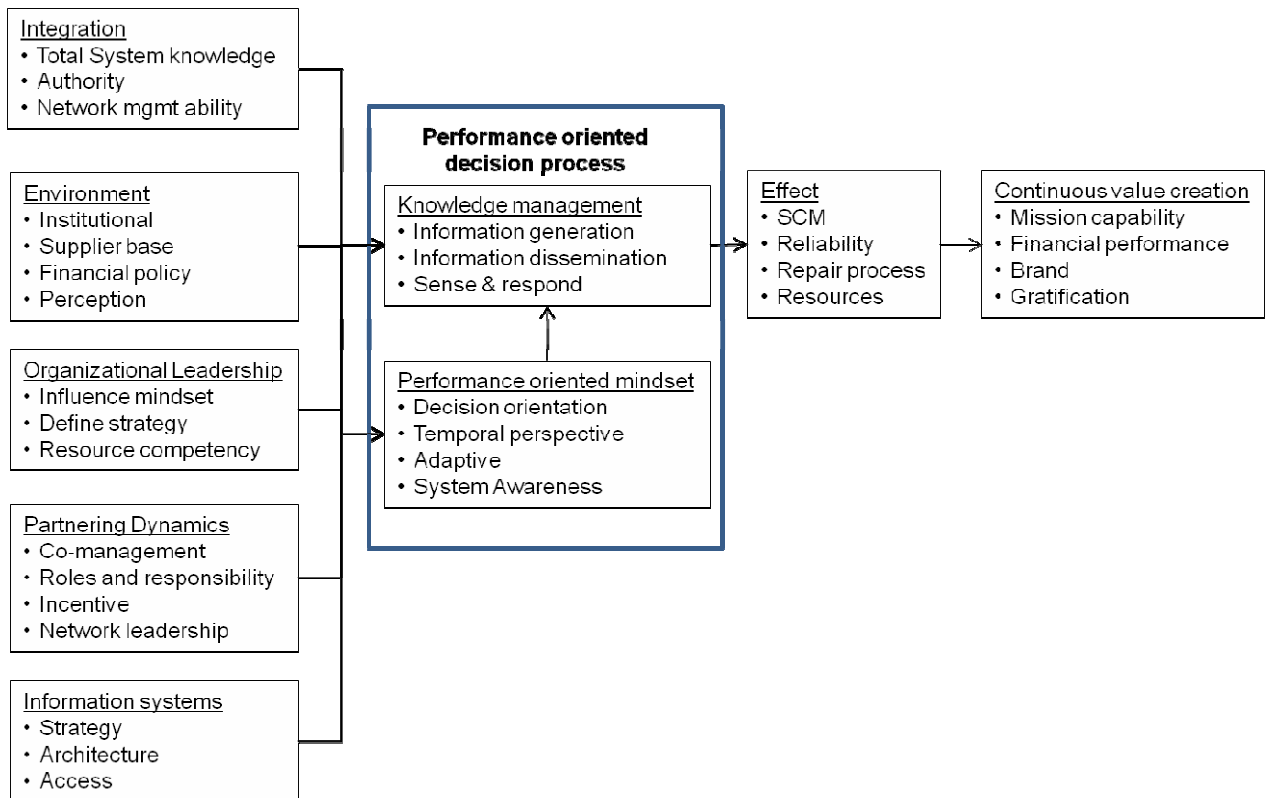 Integration
• Total System knowledge
• Authority
• Network mgmt ability
Environment
• Institutional
• Supplier base
• Financial policy
• Perception
Organizational Leadership
• Influence mindset
• Define strategy
• Resource competency
Partnering Dynamics
• Co-management
• Roles and responsibility
• Incentive
• Network leadership
Information systems
• Strategy
• Architecture
• Access
Performance oriented
decision process
Knowledge management
• Information generation
• Information dissemination
• Sense & respond
Performance oriented mindset
• Decision orientation
• Temporal perspective
• Adaptive
• System Awareness
Effect
• SCM
• Reliability
• Repair process
• Resources
Continuous value creation
• Mission capability
• Financial performance
• Brand
• Gratification